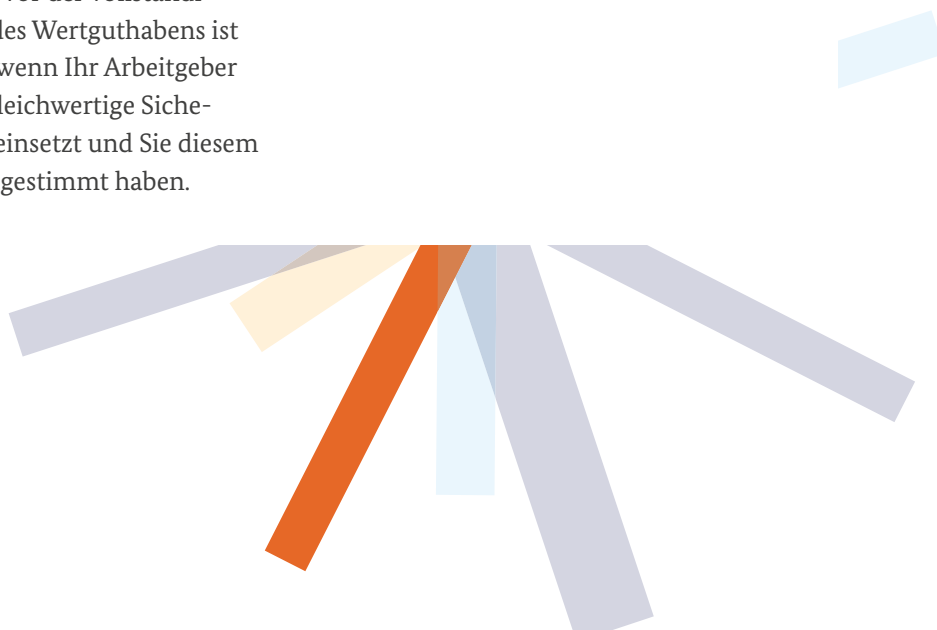 des Wertguthabens ist
wenn Ihr Arbeitgeber
leichwertige Siche-
einsetzt und Sie diesem
gestimmt haben.